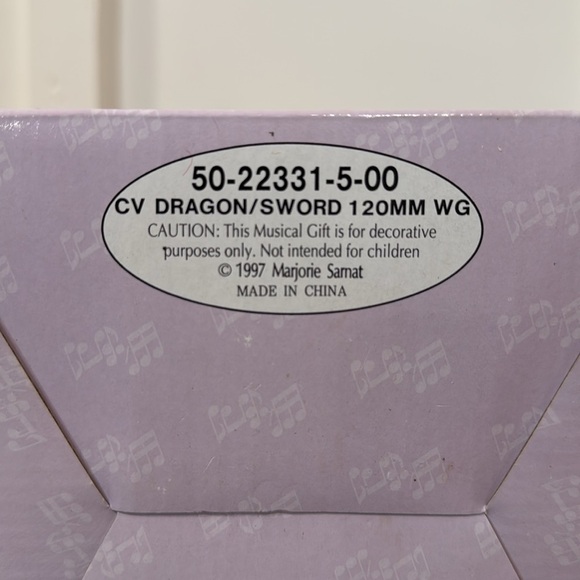 50-22331-5-00
CV DRAGON/SWORD 120MM WG
CAUTION: This Musical Gift is for decorative
purposes only. Not intended for children
© 1997 Marjorie Sarnat
MADE IN CHINA